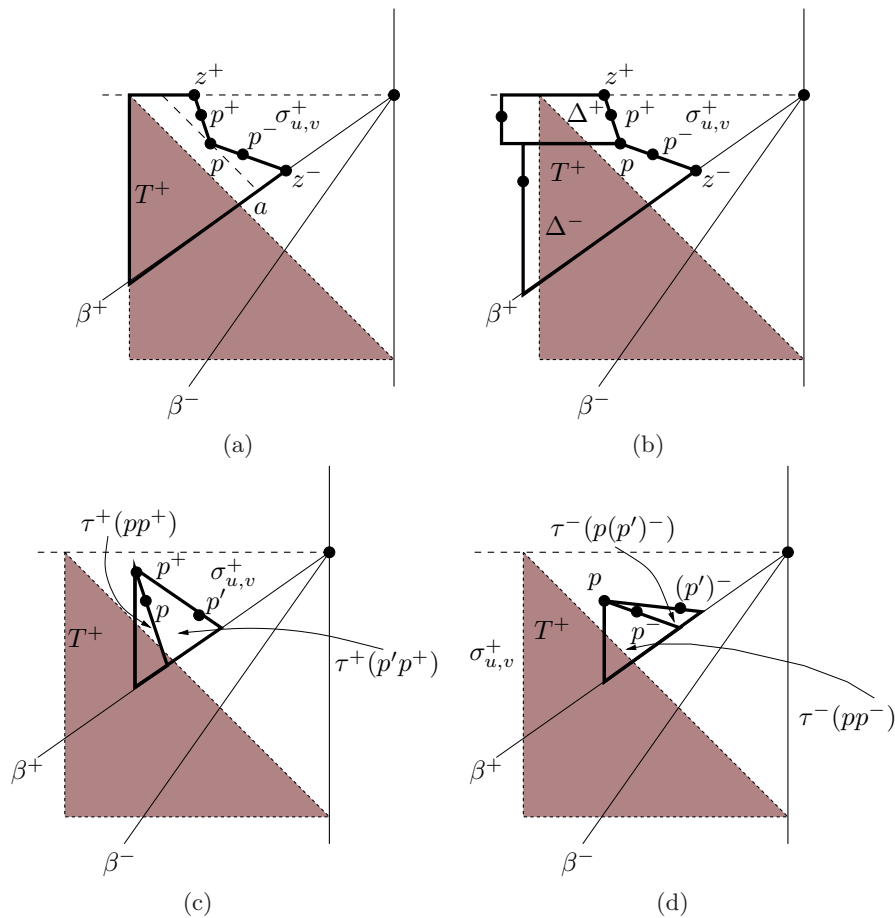 z⁺ z⁺
p⁺ σ⁺_{u,v} Δ⁺ p⁺ σ⁺_{u,v}
p⁻ p⁻
p T⁺ p
T⁺ z⁻ z⁻
a Δ⁻
β⁺ β⁺
β⁻ β⁻
(a) (b)
τ⁺(pp⁺) τ⁻(p(p′)⁻)
p⁺ σ⁺_{u,v} p (p′)⁻
p p′
T⁺ T⁺ p⁻
τ⁺(p′p⁺) σ⁺_{u,v}
τ⁻(pp⁻)
β⁺ β⁺
β⁻ β⁻
(c) (d)